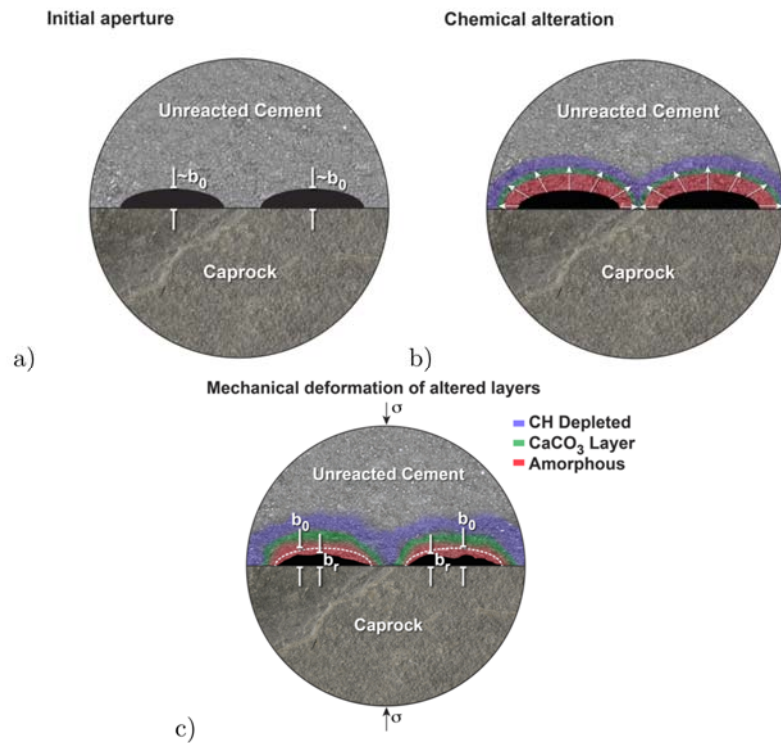 Initial aperture
Chemical alteration
Unreacted Cement
~b₀
~b₀
Caprock
a)
Unreacted Cement
Caprock
b)
Mechanical deformation of altered layers
σ
CH Depleted
CaCO₃ Layer
Amorphous
Unreacted Cement
b₀
b₀
bᵣ
bᵣ
Caprock
c)
σ